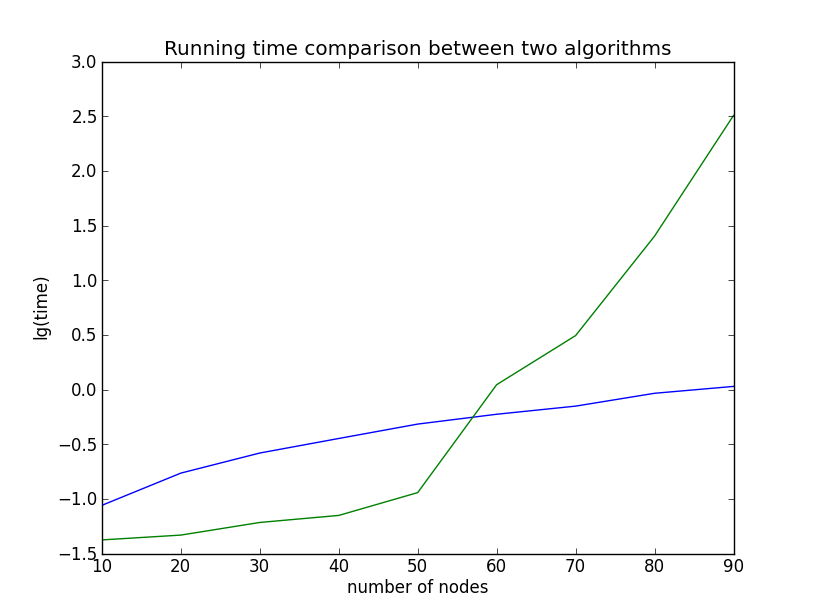 Running time comparison between two algorithms
3.0
2.5
2.0
1.5
1.0
0.5
0.0
−0.5
−1.0
−1.5
lg(time)
10 20 30 40 50 60 70 80 90
number of nodes